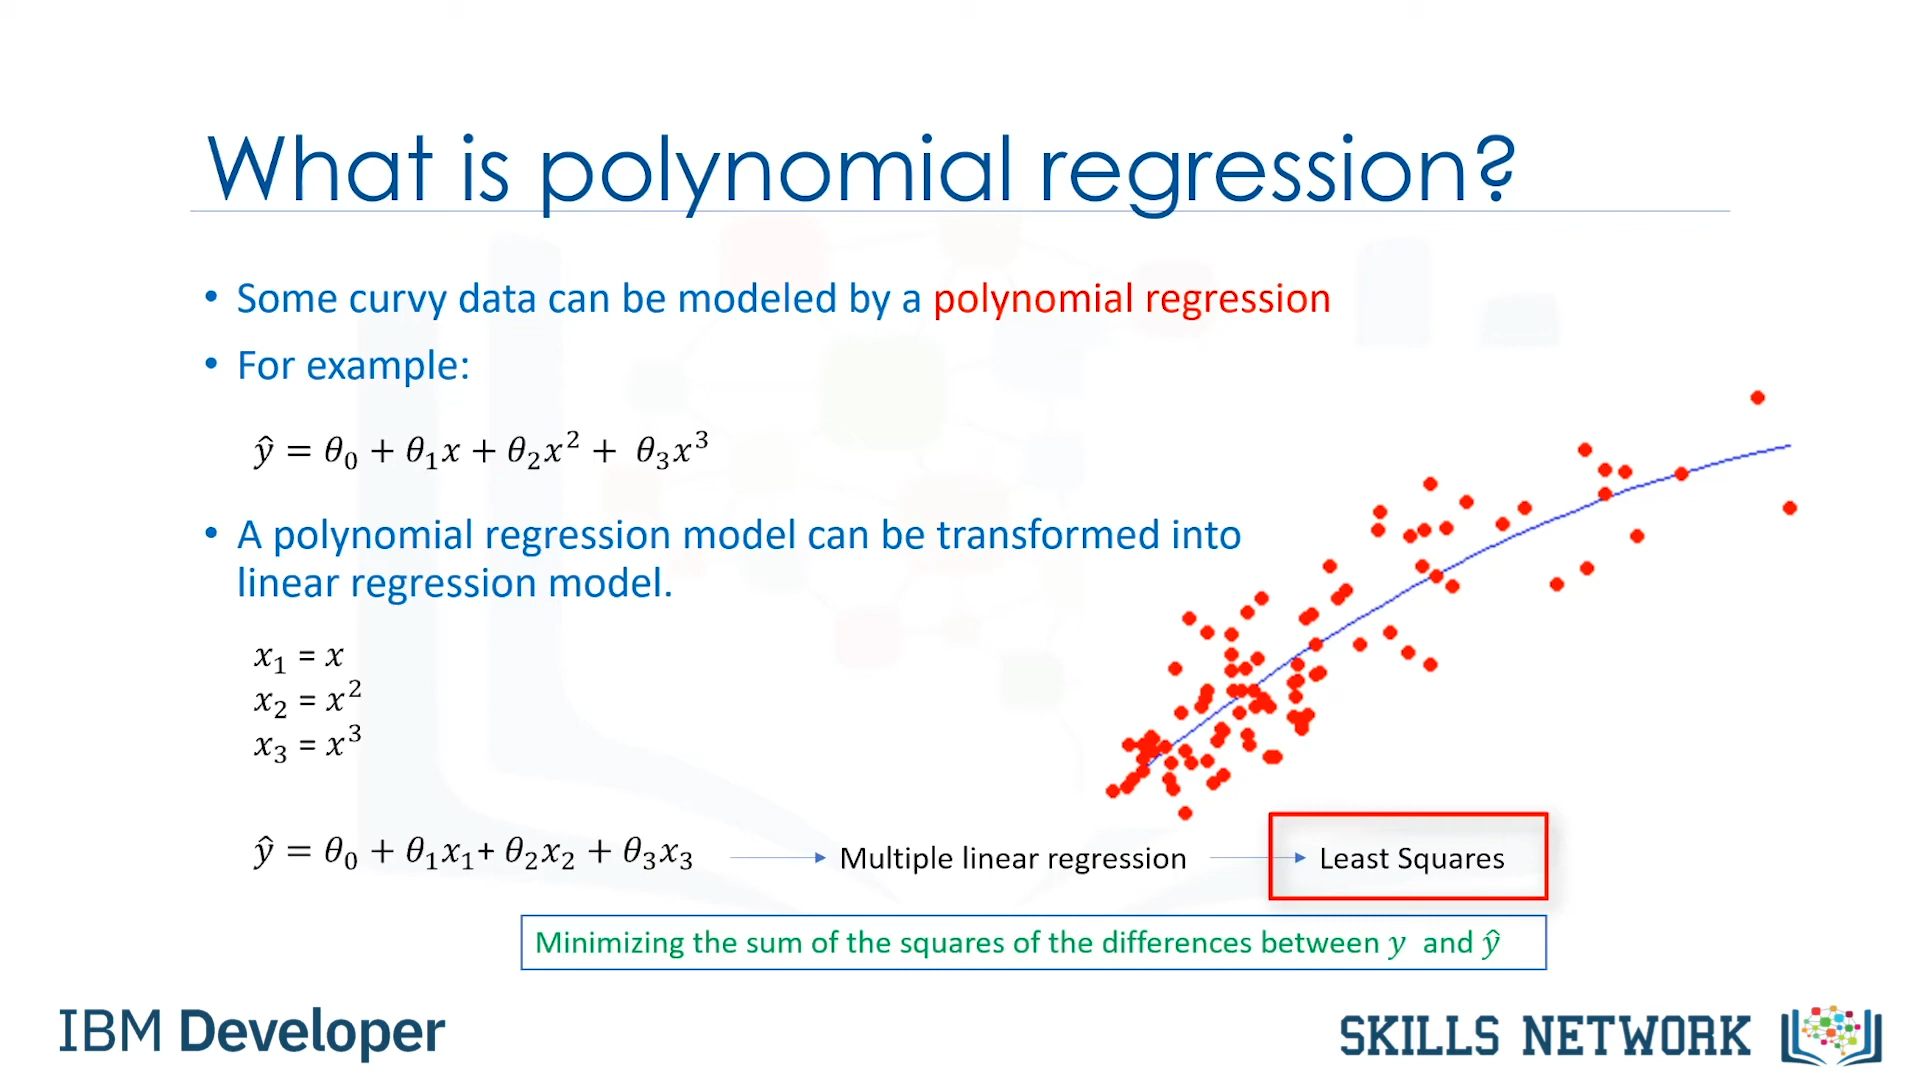 What is polynomial regression?
• Some curvy data can be modeled by a polynomial regression
• For example:
ŷ = θ₀ + θ₁x + θ₂x² + θ₃x³
• A polynomial regression model can be transformed into
linear regression model.
x₁ = x
x₂ = x²
x₃ = x³
ŷ = θ₀ + θ₁x₁+ θ₂x₂ + θ₃x₃ Multiple linear regression Least Squares
Minimizing the sum of the squares of the differences between y and ŷ
IBM Developer
SKILLS NETWORK